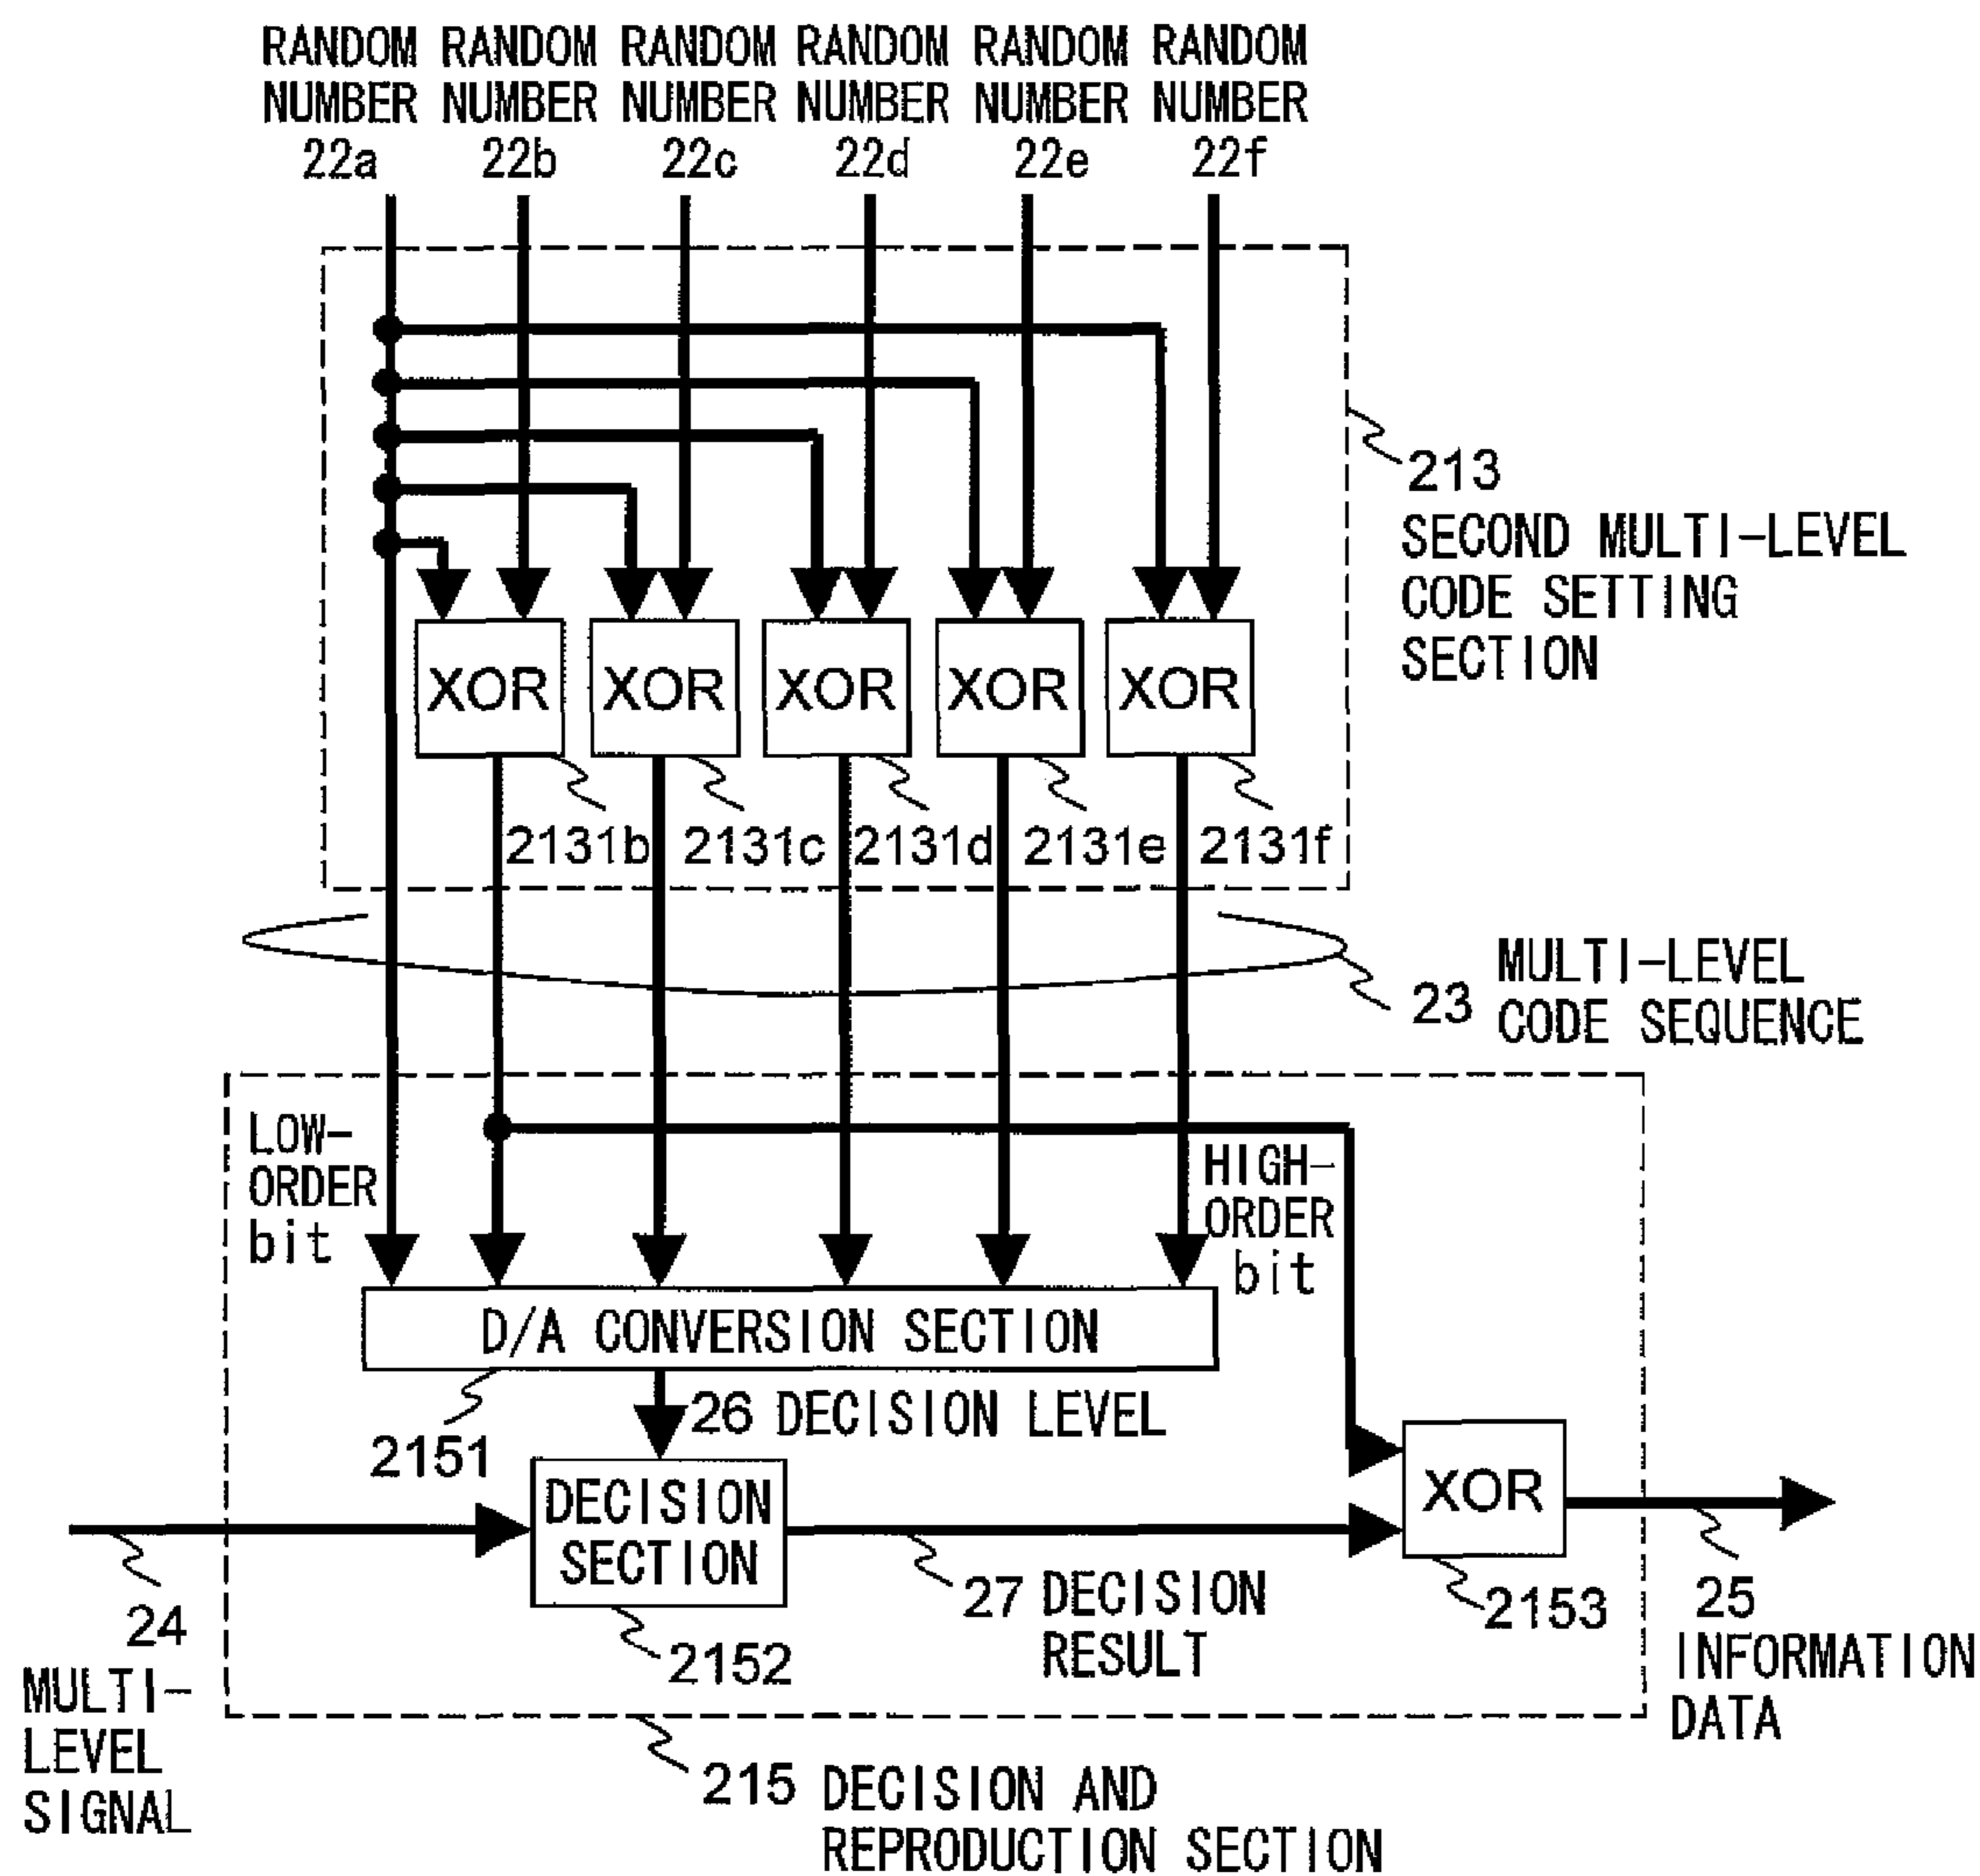 RANDOM RANDOM RANDOM RANDOM RANDOM RANDOM
NUMBER NUMBER NUMBER NUMBER NUMBER NUMBER
22a 22b 22c 22d 22e 22f
213
SECOND MULTI-LEVEL
CODE SETTING
SECTION
XOR XOR XOR XOR XOR
2131b 2131c 2131d 2131e 2131f
23 MULTI-LEVEL
CODE SEQUENCE
LOW-
ORDER
bit
HIGH-
ORDER
bit
D/A CONVERSION SECTION
2151
26 DECISION LEVEL
DECISION
SECTION
XOR
24
MULTI-
LEVEL
SIGNAL
2152
27 DECISION
RESULT
2153
25
INFORMATION
DATA
215 DECISION AND
REPRODUCTION SECTION